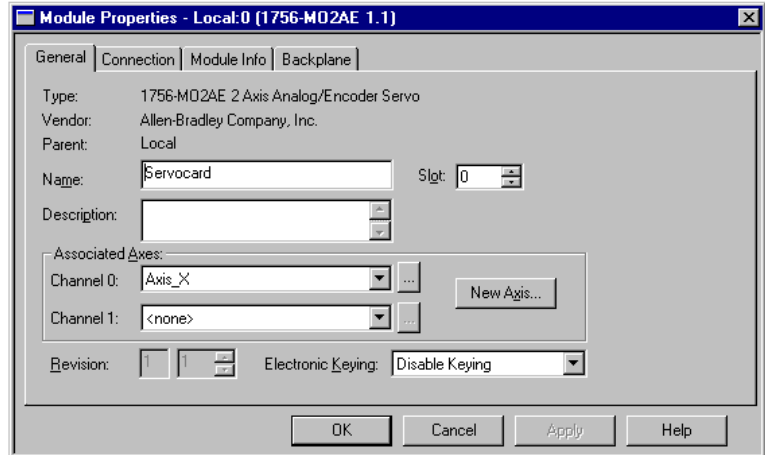 Module Properties - Local:0 (1756-MO2AE 1.1)
General Connection Module Info Backplane
Type: 1756-MO2AE 2 Axis Analog/Encoder Servo
Vendor: Allen-Bradley Company, Inc.
Parent: Local
Name: Servocard Slot: 0
Description:
Associated Axes:
Channel 0: Axis_X ... New Axis...
Channel 1: <none> ...
Revision: 1 1 Electronic Keying: Disable Keying
OK Cancel Apply Help